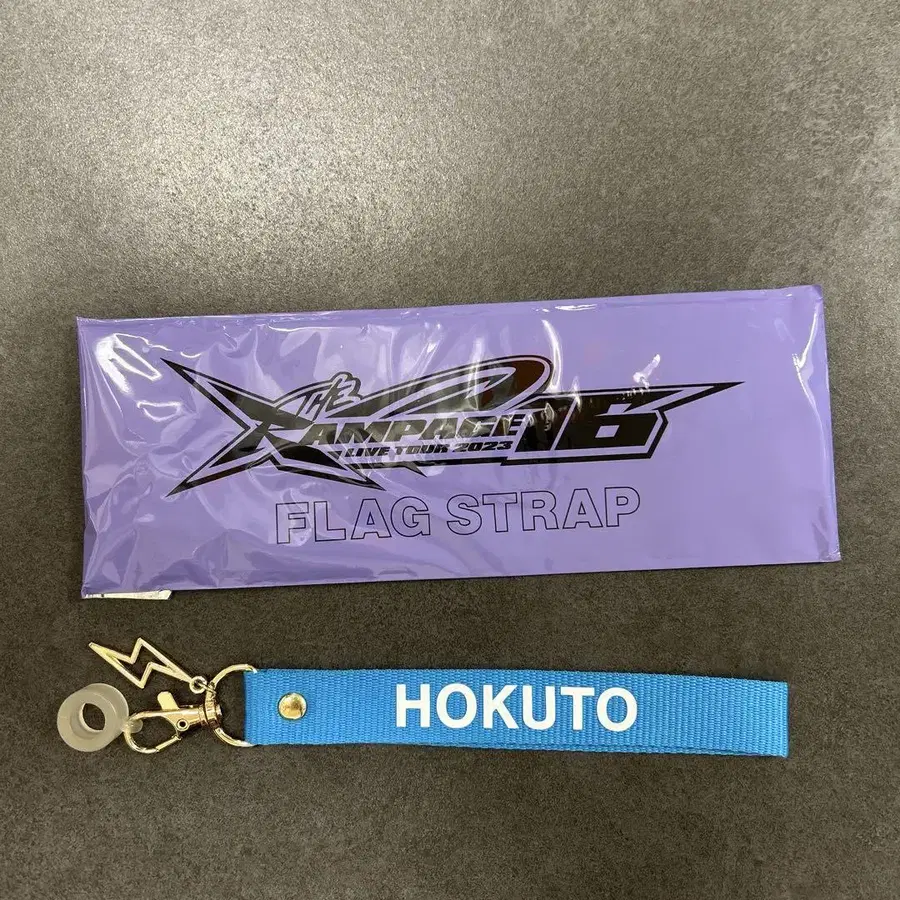 THE
RAMPAGE 16
LIVE TOUR 2023
FLAG STRAP
HOKUTO